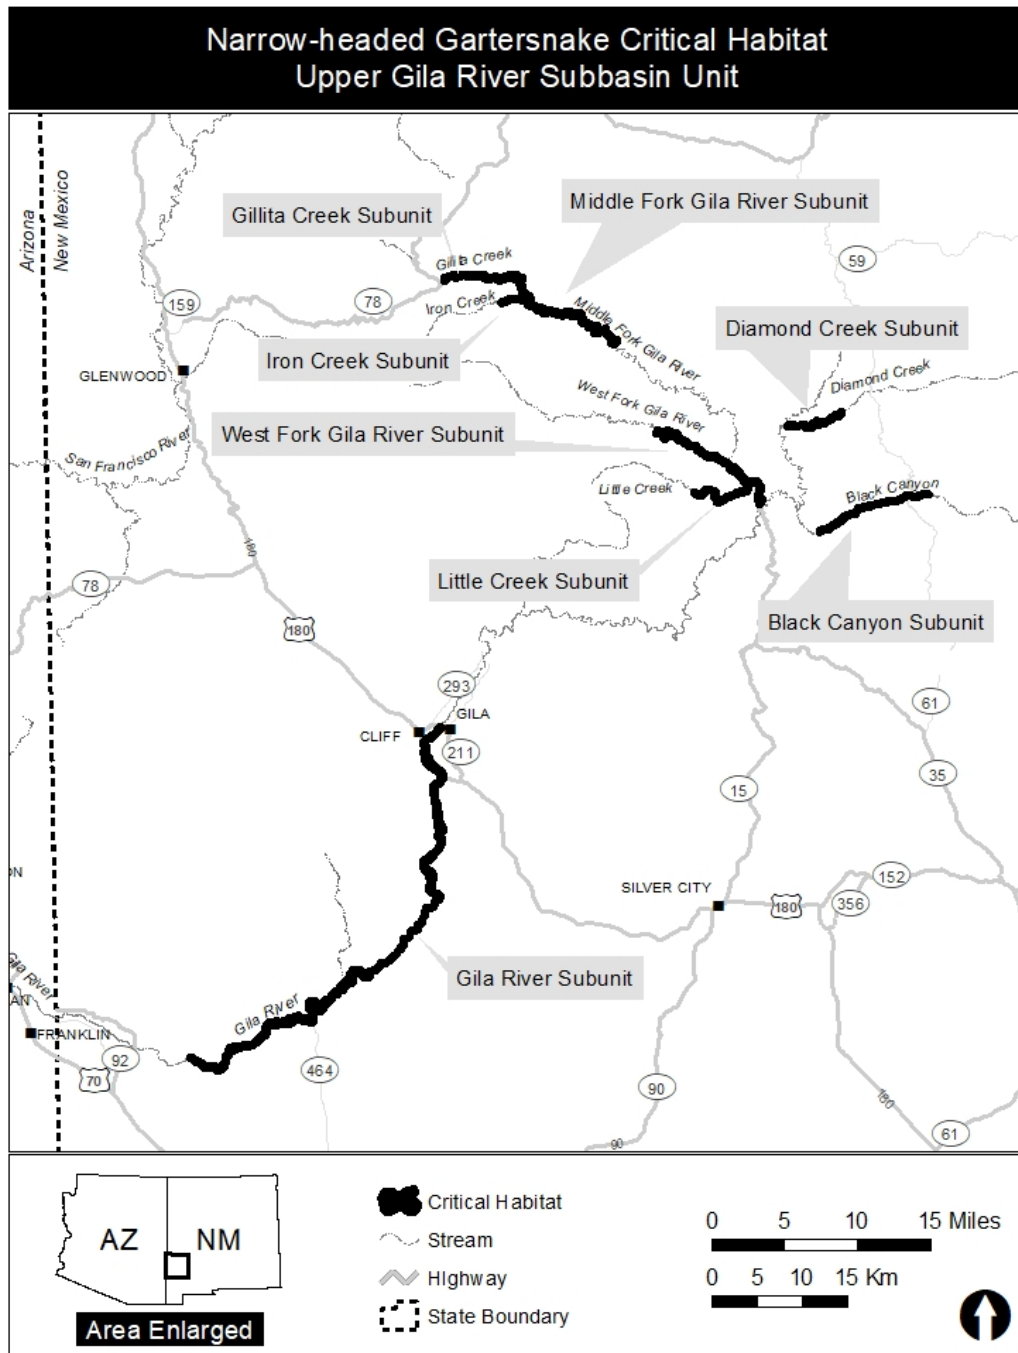 Narrow-headed Gartersnake Critical Habitat
Upper Gila River Subbasin Unit
Arizona
New Mexico
Gillita Creek Subunit
Middle Fork Gila River Subunit
59
Gillita Creek
159
78
Iron Creek
Middle Fork Gila River
Diamond Creek Subunit
Iron Creek Subunit
GLENWOOD
Diamond Creek
West Fork Gila River
West Fork Gila River Subunit
San Francisco River
Little Creek
Black Canyon
180
78
Little Creek Subunit
180
Black Canyon Subunit
293
61
GILA
CLIFF
211
35
15
ON
152
SILVER CITY
180
356
Gila River
Gila River Subunit
AN
Gila River
FRANKLIN
92
70
464
90
180
61
90
AZ
NM
Area Enlarged
Critical Habitat
Stream
HIghway
State Boundary
0 5 10 15 Miles
0 5 10 15 Km